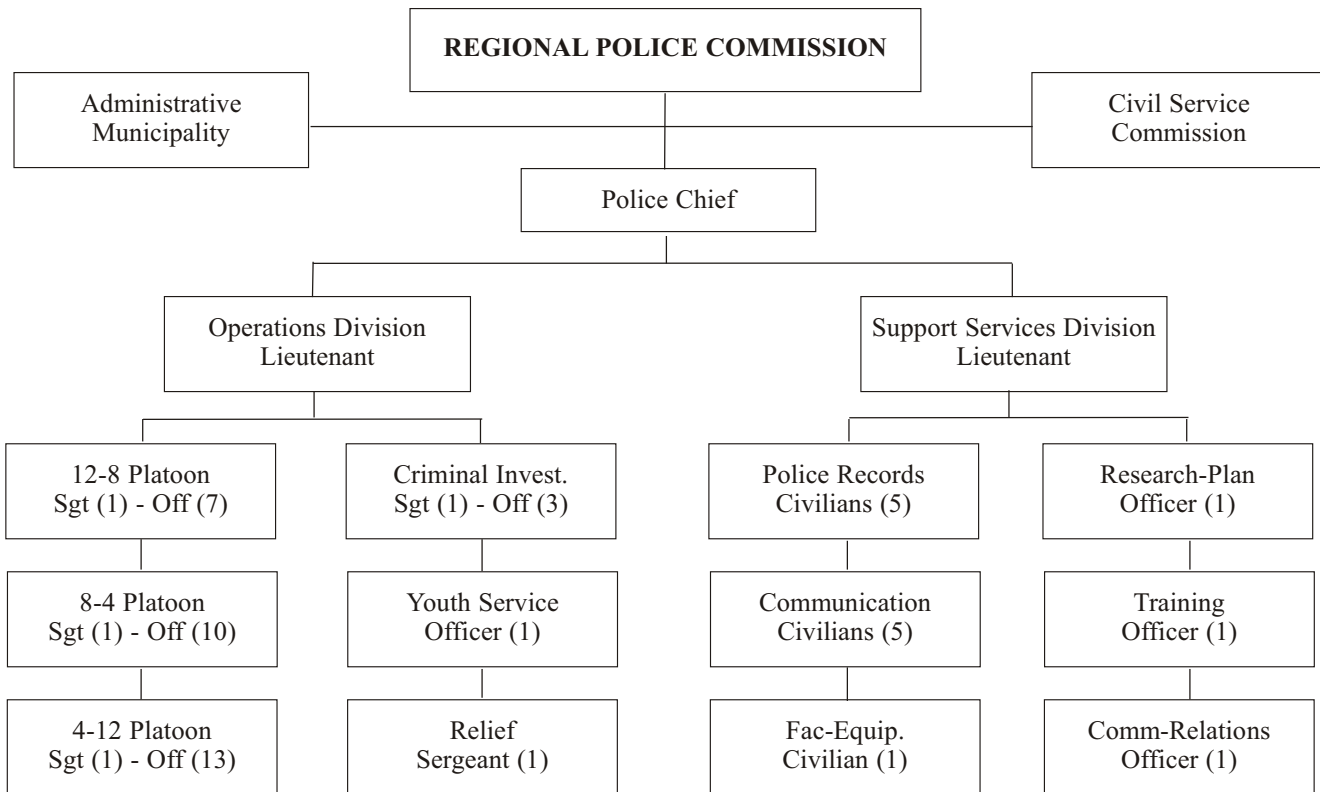 REGIONAL POLICE COMMISSION
Administrative
Municipality
Civil Service
Commission
Police Chief
Operations Division
Lieutenant
Support Services Division
Lieutenant
12-8 Platoon
Sgt (1) - Off (7)
Criminal Invest.
Sgt (1) - Off (3)
Police Records
Civilians (5)
Research-Plan
Officer (1)
8-4 Platoon
Sgt (1) - Off (10)
Youth Service
Officer (1)
Communication
Civilians (5)
Training
Officer (1)
4-12 Platoon
Sgt (1) - Off (13)
Relief
Sergeant (1)
Fac-Equip.
Civilian (1)
Comm-Relations
Officer (1)